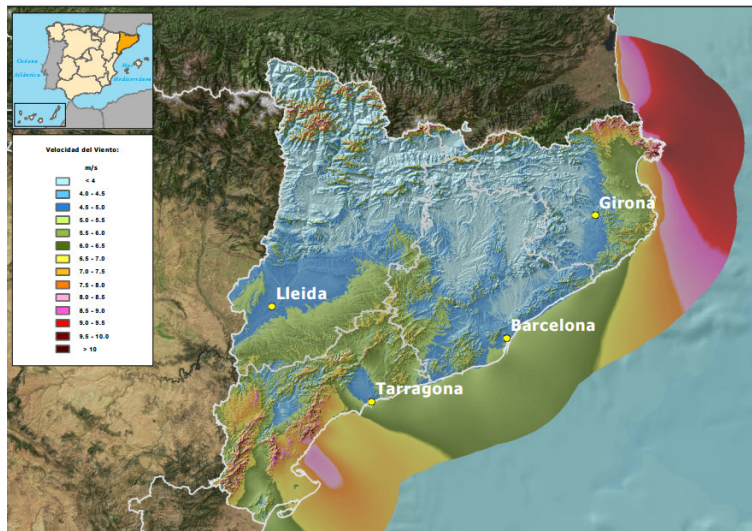 Océano
Atlántico
Mar
Mediterráneo
Velocidad del Viento:
m/s
< 4
4.0 - 4.5
4.5 - 5.0
5.0 - 5.5
5.5 - 6.0
6.0 - 6.5
6.5 - 7.0
7.0 - 7.5
7.5 - 8.0
8.0 - 8.5
8.5 - 9.0
9.0 - 9.5
9.5 - 10.0
> 10
Girona
Lleida
Barcelona
Tarragona